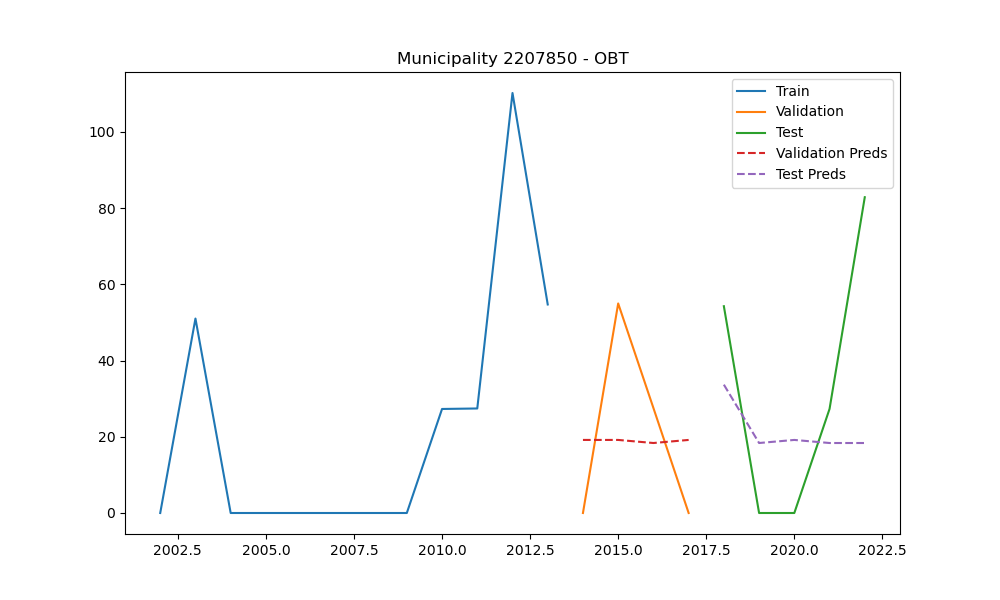 Municipality 2207850 - OBT
Train
Validation
Test
Validation Preds
Test Preds
100
80
60
40
20
0
2002.5 2005.0 2007.5 2010.0 2012.5 2015.0 2017.5 2020.0 2022.5